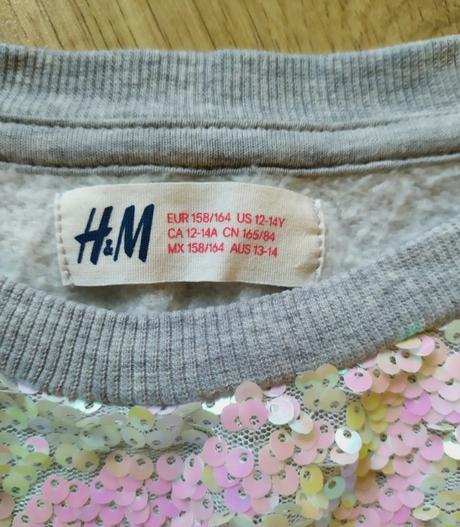 H&M
EUR 158/164 US 12-14Y
CA 12-14A CN 165/84
MX 158/164 AUS 13-14